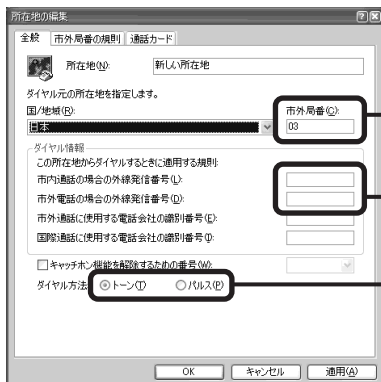 所在地の編集
全般 市外局番の規則 通話カード
所在地(N): 新しい所在地
ダイヤル元の所在地を指定します。
国/地域(R): 市外局番(C):
日本 03
ダイヤル情報
この所在地からダイヤルするときに適用する規則:
市内通話の場合の外線発信番号(L):
市外電話の場合の外線発信番号(D):
市外通話に使用する電話会社の識別番号(E):
国際通話に使用する電話会社の識別番号(I):
キャッチホン機能を解除するための番号(W):
ダイヤル方法: トーン(T) パルス(P)
OK キャンセル 適用(A)